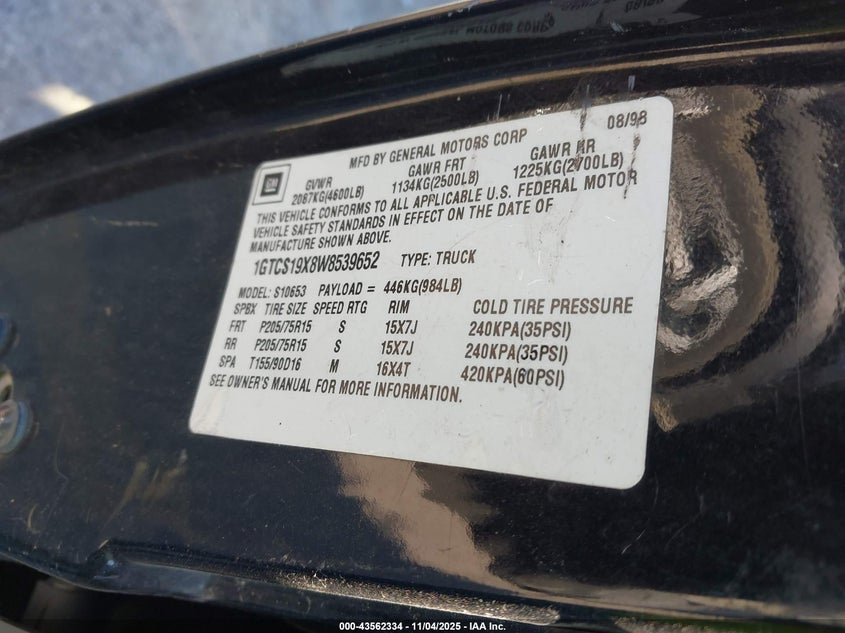 MFD BY GENERAL MOTORS CORP 08/98
GVWR GAWR FRT GAWR RR
2087KG(4600LB) 1134KG(2500LB) 1225KG(2700LB)
THIS VEHICLE CONFORMS TO ALL APPLICABLE U.S. FEDERAL MOTOR
VEHICLE SAFETY STANDARDS IN EFFECT ON THE DATE OF
MANUFACTURE SHOWN ABOVE.
1GTCS19X8W8539652 TYPE: TRUCK
MODEL: S10653 PAYLOAD = 446KG(984LB)
SPBX TIRE SIZE SPEED RTG RIM COLD TIRE PRESSURE
FRT P205/75R15 S 15X7J 240KPA(35PSI)
RR P205/75R15 S 15X7J 240KPA(35PSI)
SPA T155/90D16 M 16X4T 420KPA(60PSI)
SEE OWNER'S MANUAL FOR MORE INFORMATION.
000-43562334 - 11/04/2025 - IAA Inc.